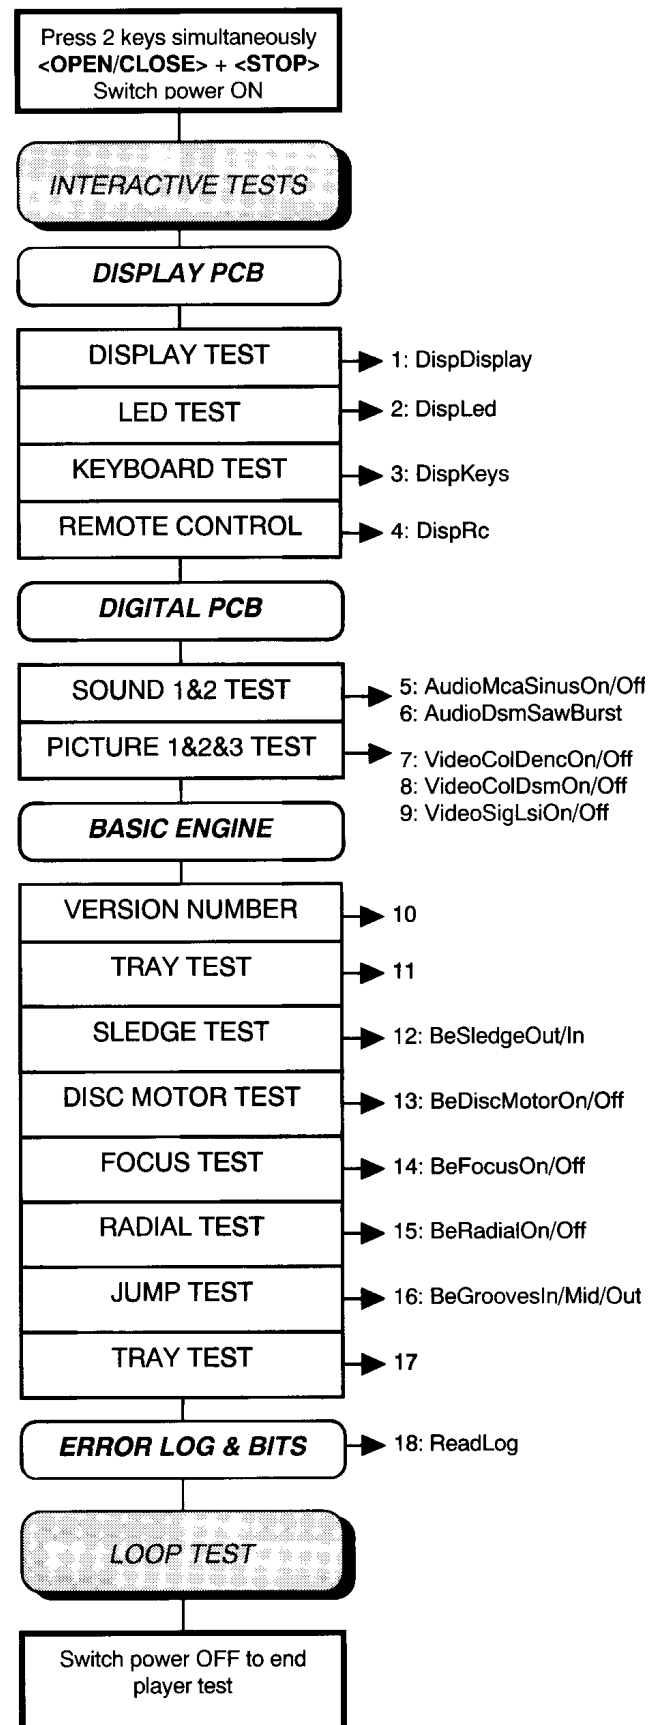 Press 2 keys simultaneously
<OPEN/CLOSE> + <STOP>
Switch power ON
INTERACTIVE TESTS
DISPLAY PCB
DISPLAY TEST
1: DispDisplay
LED TEST
2: DispLed
KEYBOARD TEST
3: DispKeys
REMOTE CONTROL
4: DispRc
DIGITAL PCB
SOUND 1&2 TEST
5: AudioMcaSinusOn/Off
6: AudioDsmSawBurst
PICTURE 1&2&3 TEST
7: VideoColDencOn/Off
8: VideoColDsmOn/Off
9: VideoSigLsiOn/Off
BASIC ENGINE
VERSION NUMBER
10
TRAY TEST
11
SLEDGE TEST
12: BeSledgeOut/In
DISC MOTOR TEST
13: BeDiscMotorOn/Off
FOCUS TEST
14: BeFocusOn/Off
RADIAL TEST
15: BeRadialOn/Off
JUMP TEST
16: BeGroovesIn/Mid/Out
TRAY TEST
17
ERROR LOG & BITS
18: ReadLog
LOOP TEST
Switch power OFF to end
player test